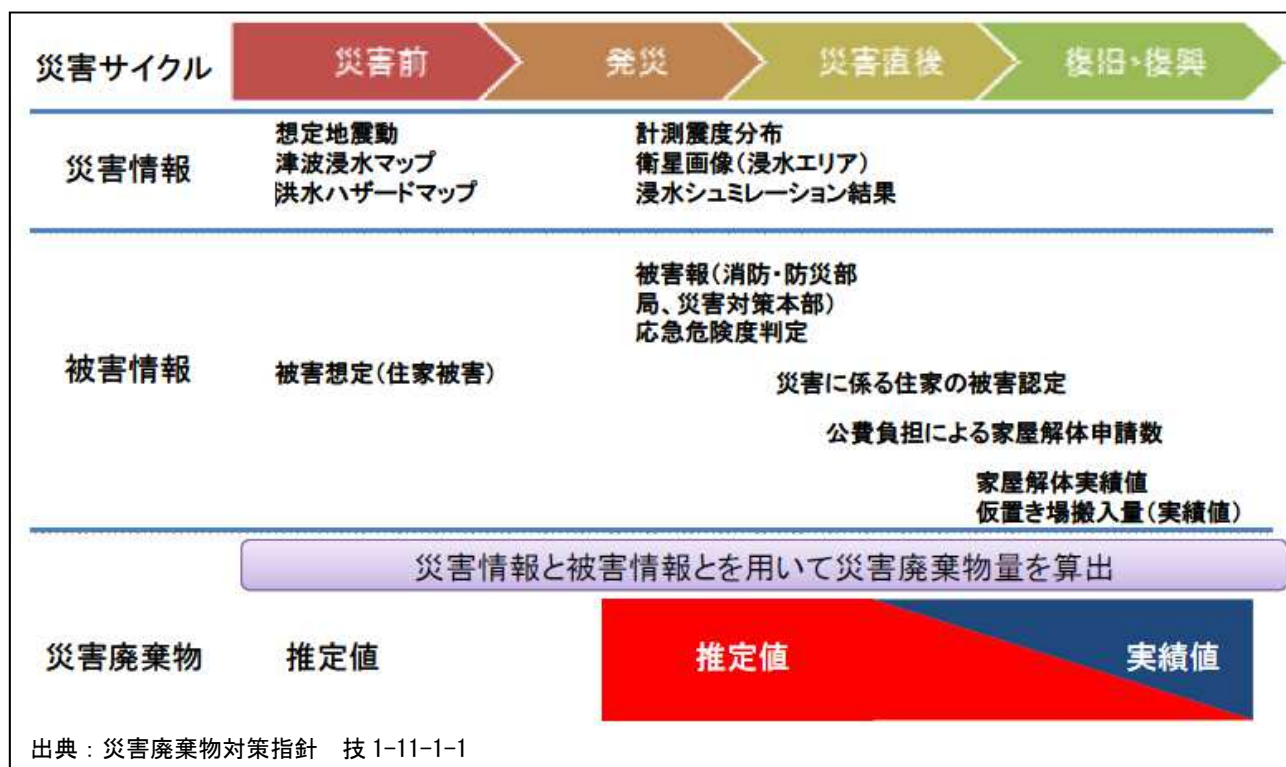 災害サイクル
災害前
発災
災害直後
復旧・復興
災害情報
想定地震動
津波浸水マップ
洪水ハザードマップ
計測震度分布
衛星画像(浸水エリア)
浸水シュミレーション結果
被害情報
被害想定(住家被害)
被害報(消防・防災部
局、災害対策本部)
応急危険度判定
災害に係る住家の被害認定
公費負担による家屋解体申請数
家屋解体実績値
仮置き場搬入量(実績値)
災害情報と被害情報とを用いて災害廃棄物量を算出
災害廃棄物
推定値
推定値
実績値
出典：災害廃棄物対策指針　技 1-11-1-1